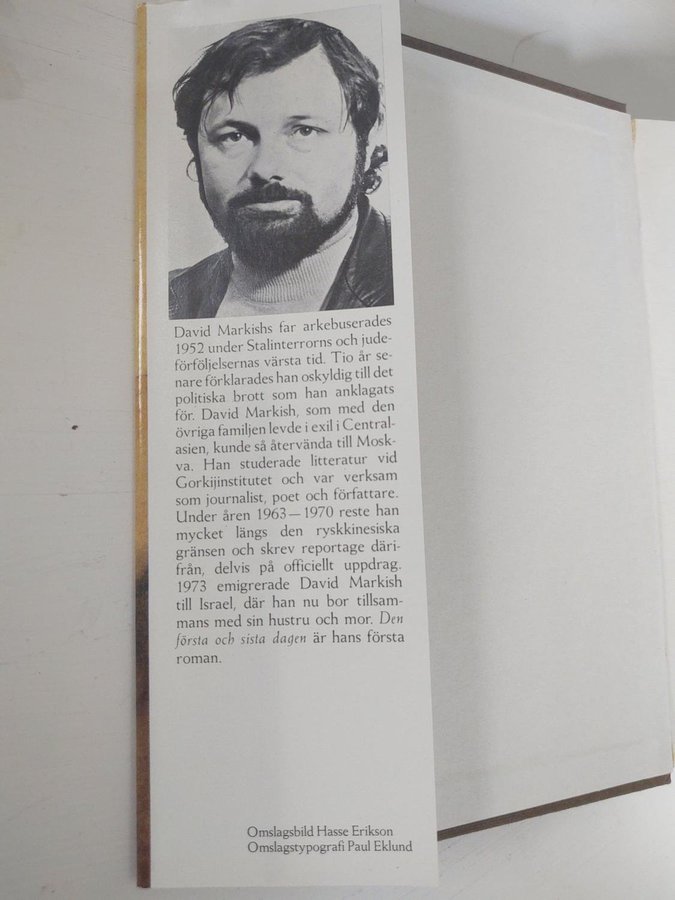 David Markishs far arkebuserades
1952 under Stalinterrorns och jude-
förföljelsernas värsta tid. Tio år se-
nare förklarades han oskyldig till det
politiska brott som han anklagats
för. David Markish, som med den
övriga familjen levde i exil i Central-
asien, kunde så återvända till Mosk-
va. Han studerade litteratur vid
Gorkijinstitutet och var verksam
som journalist, poet och författare.
Under åren 1963—1970 reste han
mycket längs den ryskkinesiska
gränsen och skrev reportage däri-
från, delvis på officiellt uppdrag.
1973 emigrerade David Markish
till Israel, där han nu bor tillsam-
mans med sin hustru och mor. Den
första och sista dagen är hans första
roman.
Omslagsbild Hasse Erikson
Omslagstypografi Paul Eklund